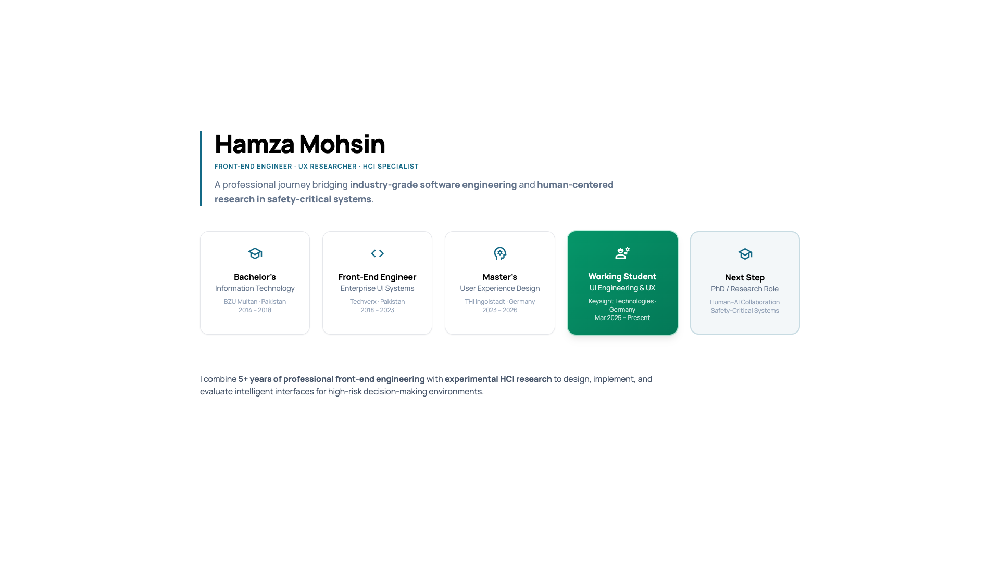 Hamza Mohsin
FRONT-END ENGINEER · UX RESEARCHER · HCI SPECIALIST
A professional journey bridging industry-grade software engineering and human-centered
research in safety-critical systems.
Bachelor's
Information Technology
BZU Multan · Pakistan
2014 – 2018
Front-End Engineer
Enterprise UI Systems
Techverx · Pakistan
2018 – 2023
Master's
User Experience Design
THI Ingolstadt · Germany
2023 – 2026
Working Student
UI Engineering & UX
Keysight Technologies ·
Germany
Mar 2025 – Present
Next Step
PhD / Research Role
Human–AI Collaboration
Safety-Critical Systems
I combine 5+ years of professional front-end engineering with experimental HCI research to design, implement, and
evaluate intelligent interfaces for high-risk decision-making environments.